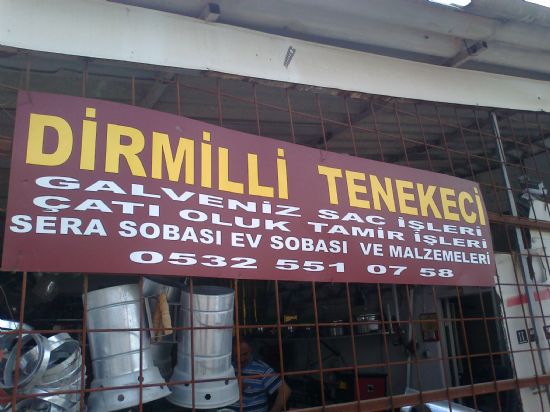 DİRMİLLİ TENEKECİ
GALVENİZ SAC İŞLERİ
ÇATI OLUK TAMİR İŞLERİ
SERA SOBASI EV SOBASI VE MALZEMELERİ
0532 551 07 58